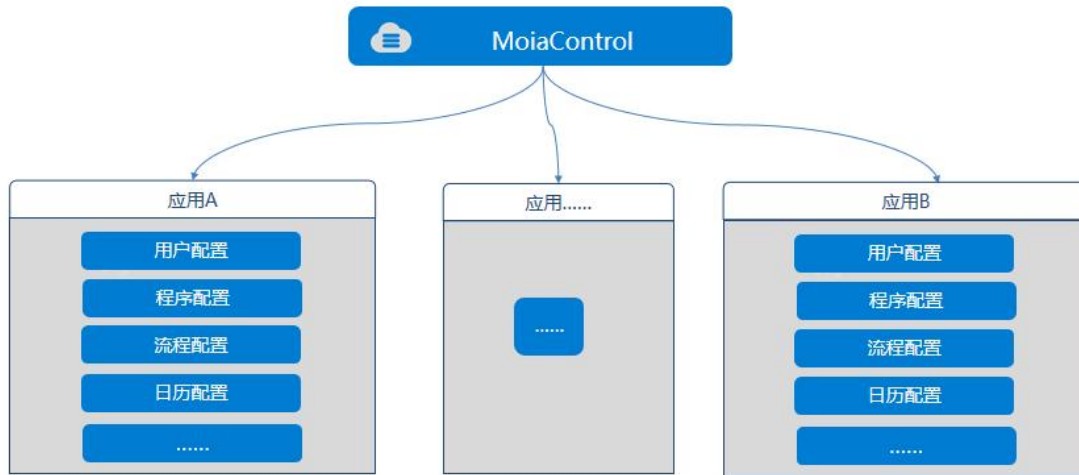 MoiaControl
应用A
用户配置
程序配置
流程配置
日历配置
......
应用......
......
应用B
用户配置
程序配置
流程配置
日历配置
......